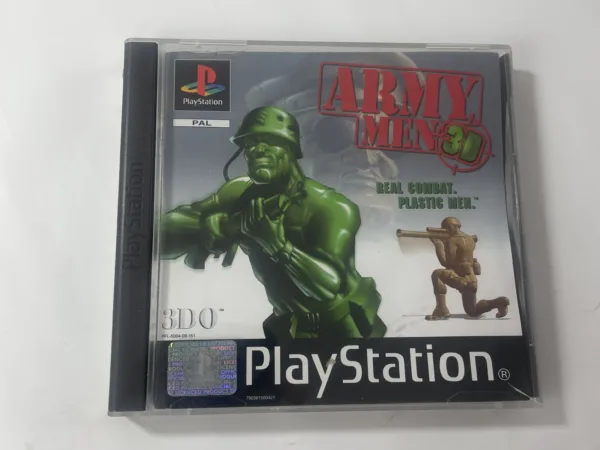 PlayStation
PlayStation
PAL
ARMY
MEN 3D
REAL COMBAT.
PLASTIC MEN.™
3DO™
PlayStation®